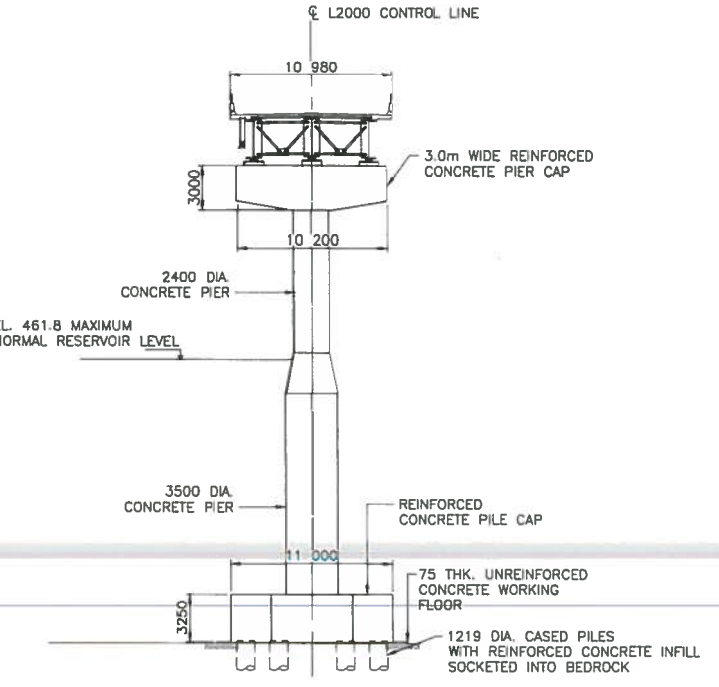 ℄ L2000 CONTROL LINE
10 980
3.0m WIDE REINFORCED
CONCRETE PIER CAP
3000
10 200
2400 DIA.
CONCRETE PIER
L. 461.8 MAXIMUM
NORMAL RESERVOIR LEVEL
3500 DIA.
CONCRETE PIER
REINFORCED
CONCRETE PILE CAP
11 000
75 THK. UNREINFORCED
CONCRETE WORKING
FLOOR
3250
1219 DIA. CASED PILES
WITH REINFORCED CONCRETE INFILL
SOCKETED INTO BEDROCK